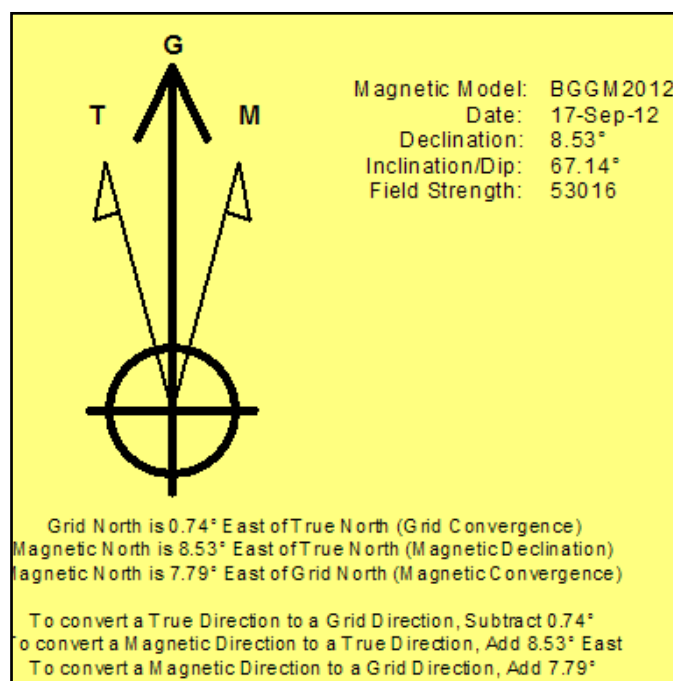 G
T
M
Magnetic Model: BGGM2012
Date: 17-Sep-12
Declination: 8.53°
Inclination/Dip: 67.14°
Field Strength: 53016
Grid North is 0.74° East of True North (Grid Convergence)
Magnetic North is 8.53° East of True North (Magnetic Declination)
Magnetic North is 7.79° East of Grid North (Magnetic Convergence)
To convert a True Direction to a Grid Direction, Subtract 0.74°
To convert a Magnetic Direction to a True Direction, Add 8.53° East
To convert a Magnetic Direction to a Grid Direction, Add 7.79°